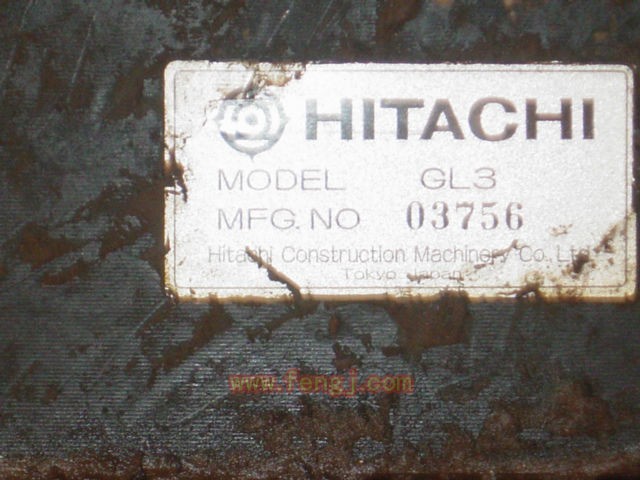 HITACHI
MODEL GL3
MFG. NO 03756
Hitachi Construction Machinery Co. Ltd.
Tokyo Japan
www.fengj.com